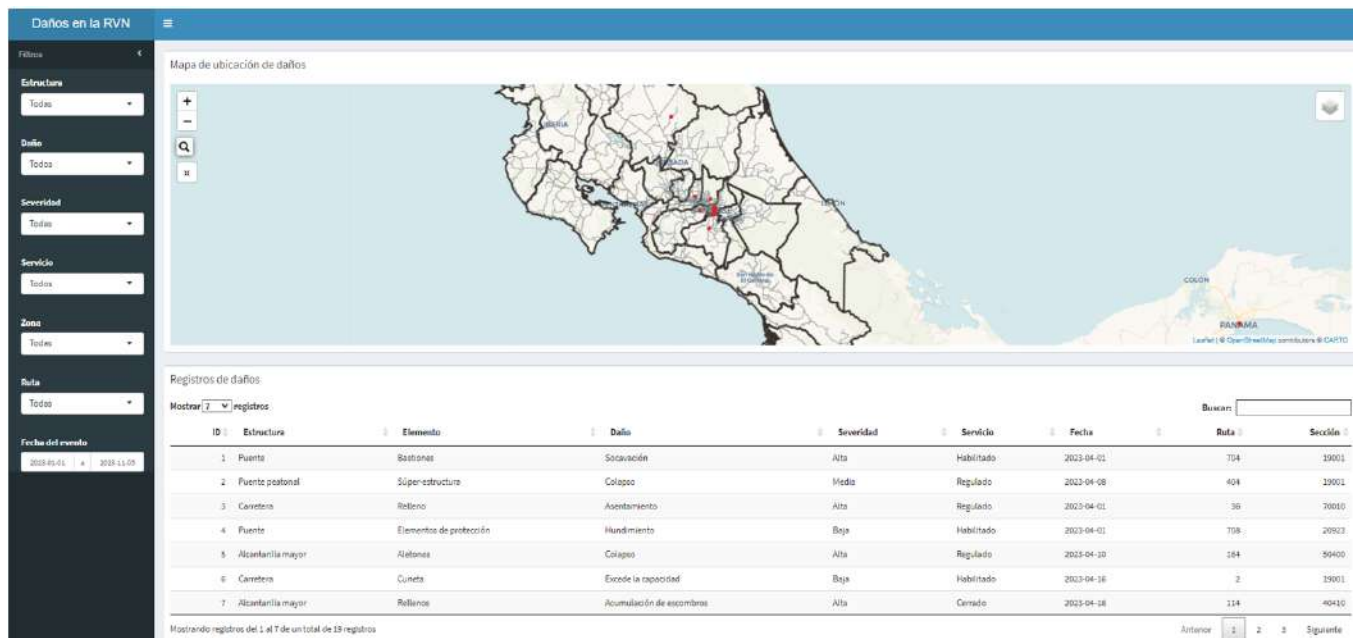 Daños en la RVN
Filtros
Estructura
Todas
Daño
Todos
Severidad
Todas
Servicio
Todos
Zona
Todas
Ruta
Todas
Fecha del evento
2023-01-01 a 2023-11-05
Mapa de ubicación de daños
+
−
COLÓN
PANAMA
Leaflet | © OpenStreetMap contributors © CARTO
Registros de daños
Mostrar 7 registros
Buscar:
ID Estructura Elemento Daño Severidad Servicio Fecha Ruta Sección
1 Puente Bastiones Socavación Alta Habilitado 2023-04-01 704 19001
2 Puente peatonal Súper-estructura Colapso Media Regulado 2023-04-08 404 19001
3 Carretera Relleno Asentamiento Alta Regulado 2023-04-01 36 70010
4 Puente Elementos de protección Hundimiento Baja Habilitado 2023-04-01 708 20923
5 Alcantarilla mayor Aletones Colapso Alta Regulado 2023-04-10 164 50400
6 Carretera Cuneta Excede la capacidad Baja Habilitado 2023-04-16 2 19001
7 Alcantarilla mayor Rellenos Acumulación de escombros Alta Cerrado 2023-04-18 114 40410
Mostrando registros del 1 al 7 de un total de 19 registros
Anterior 1 2 3 Siguiente